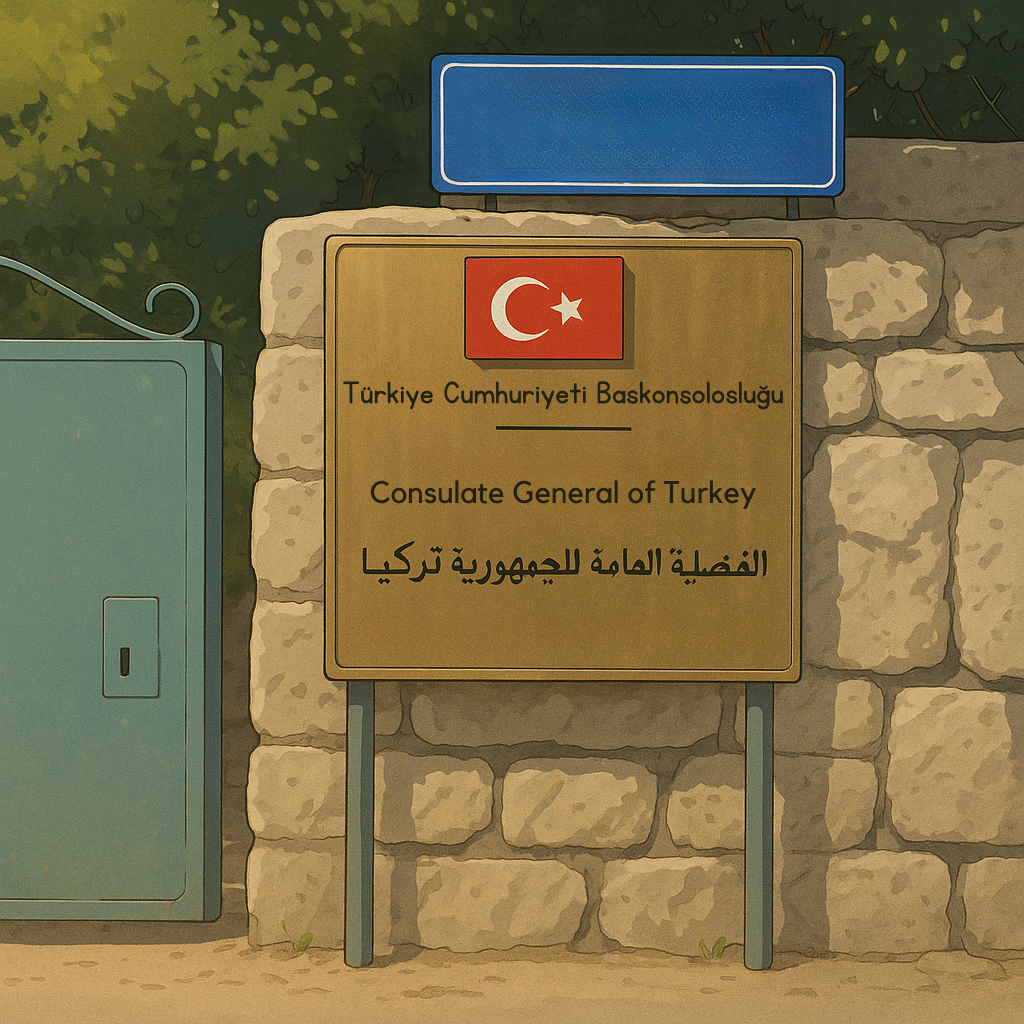 Türkiye Cumhuriyeti Baskonsolosluğu
Consulate General of Turkey
الفضلية العامة للجمهورية تركيا